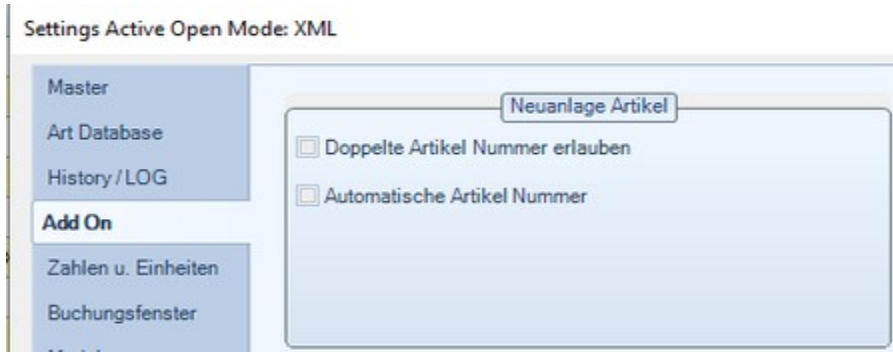 Settings Active Open Mode: XML
Master
Art Database
History / LOG
Add On
Zahlen u. Einheiten
Buchungsfenster
Neuanlage Artikel
Doppelte Artikel Nummer erlauben
Automatische Artikel Nummer